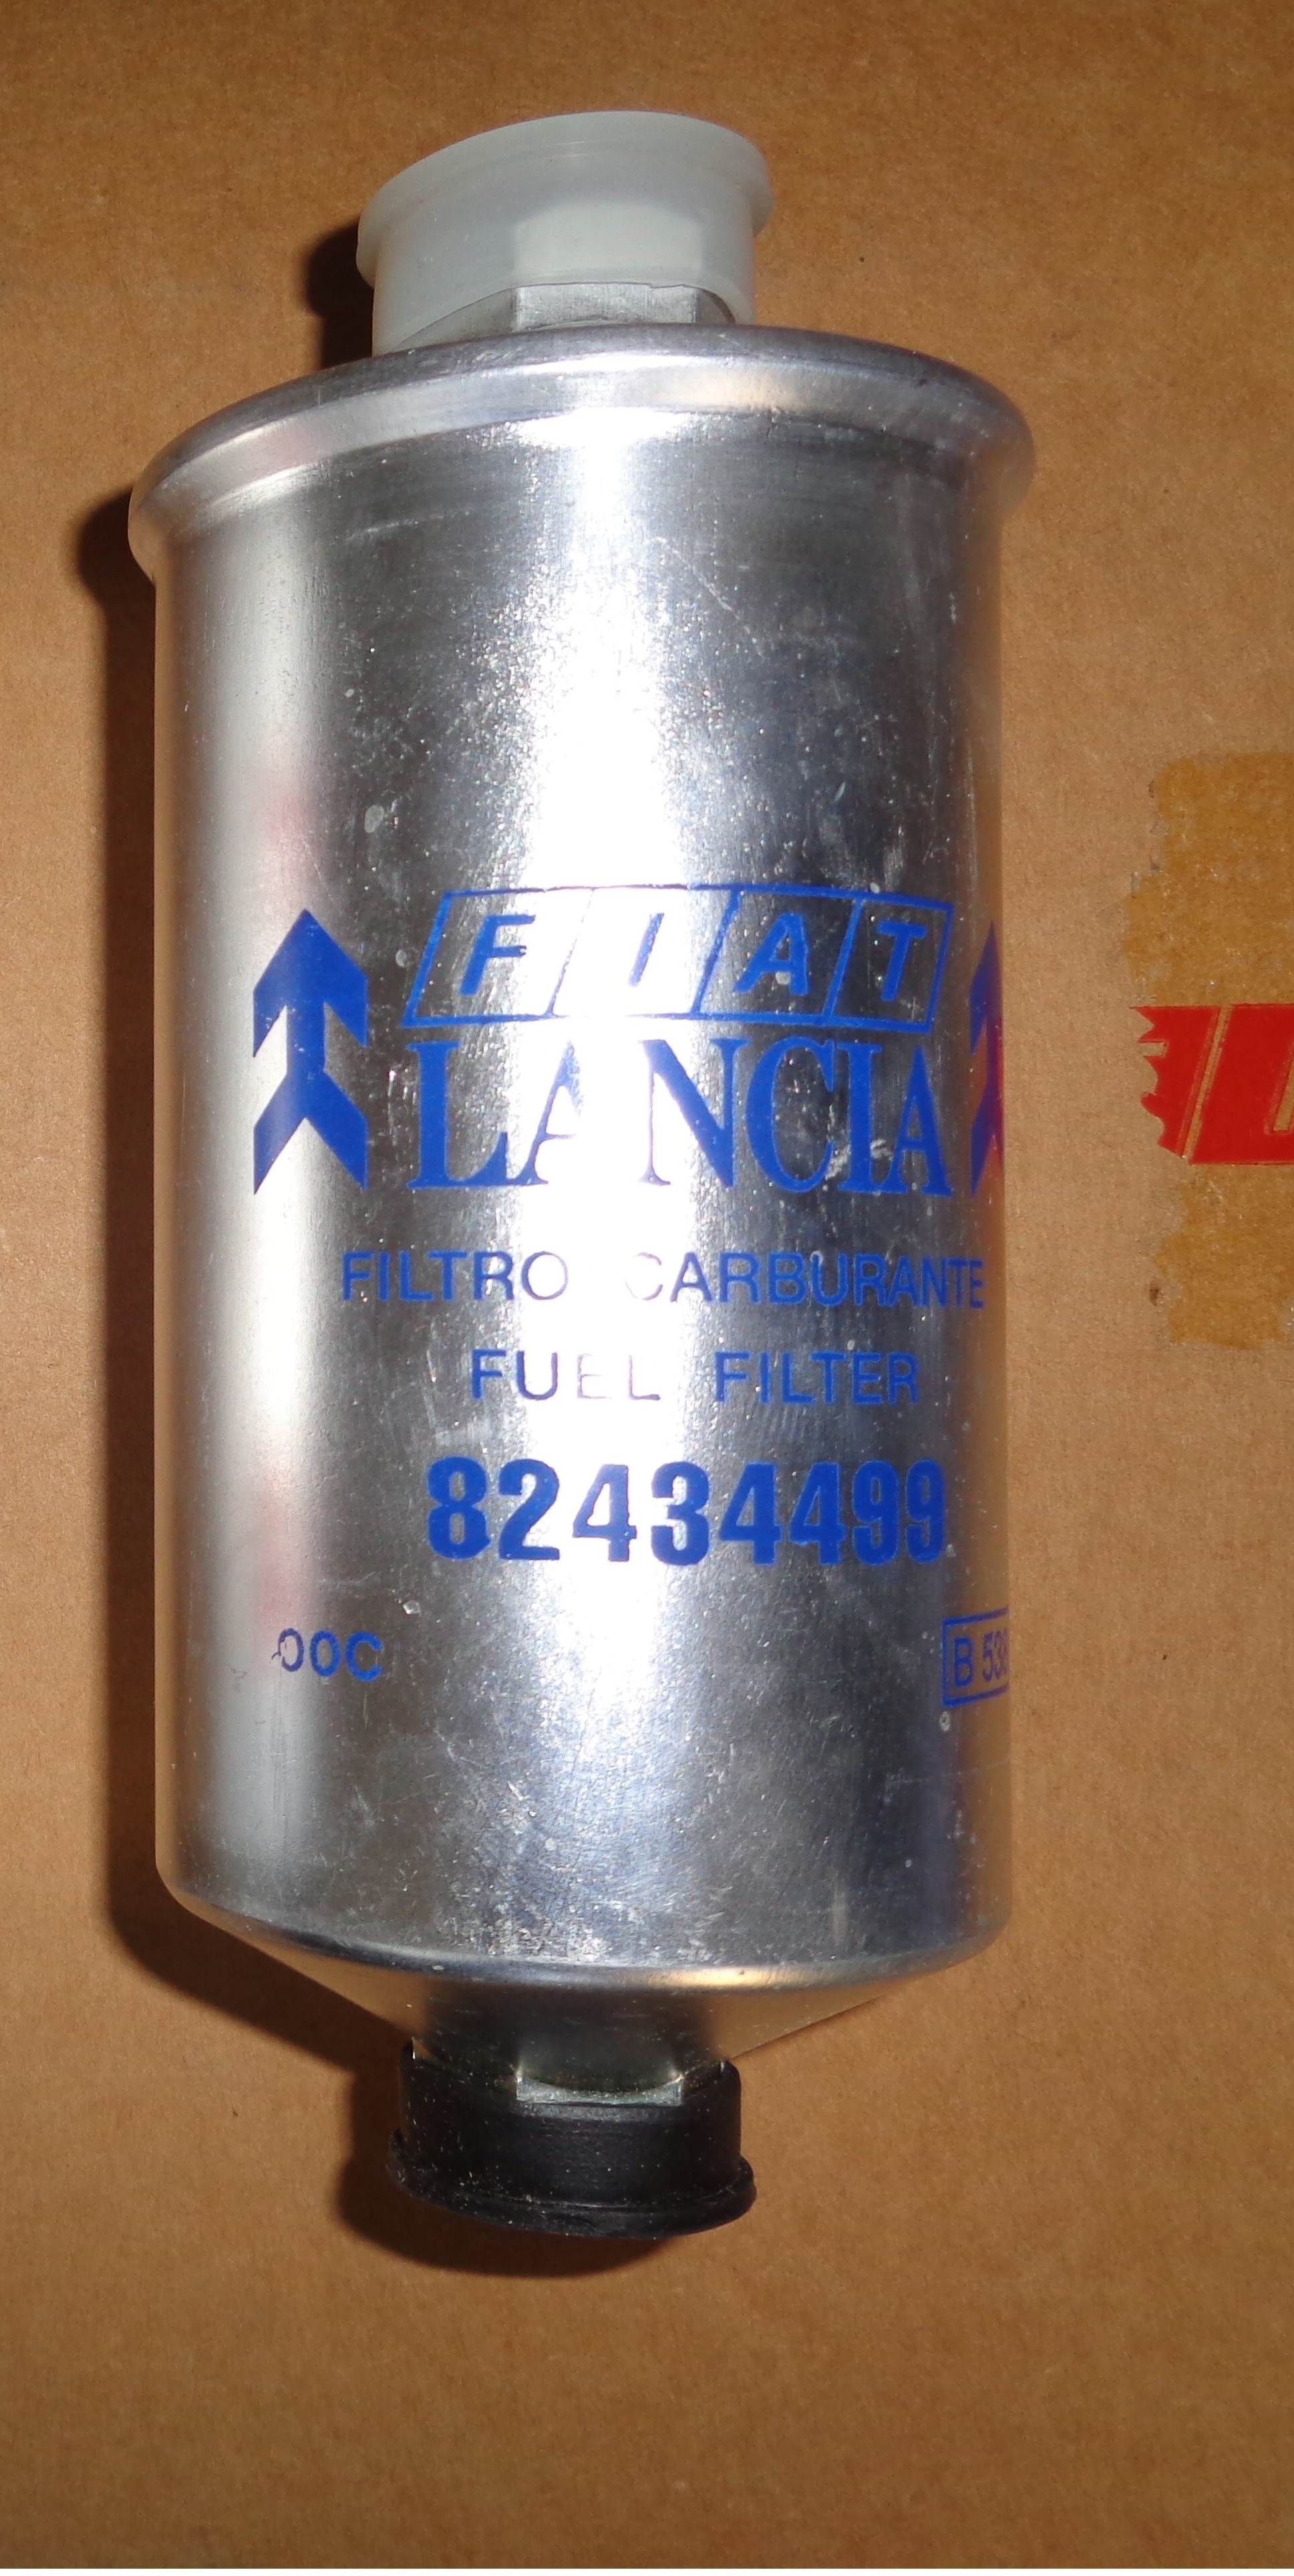 FIAT
LANCIA
FILTRO CARBURANTE
FUEL FILTER
82434499
OOC
B 53